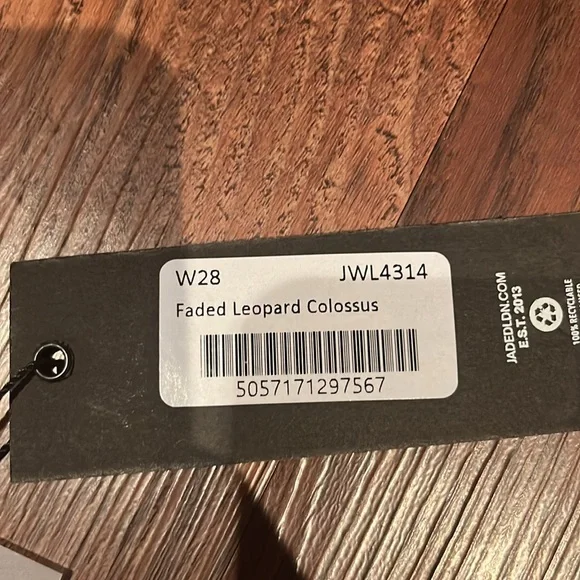 W28 JWL4314
Faded Leopard Colossus
5057171297567
JADEDLDN.COM
E.S.T. 2013
100% RECYCLABLE